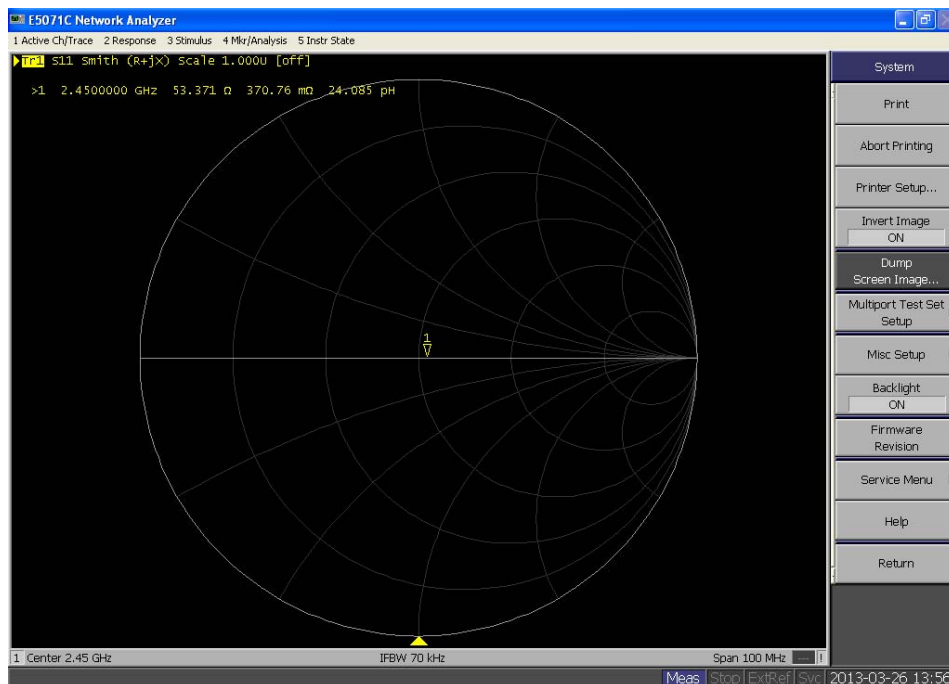 E5071C Network Analyzer
1 Active Ch/Trace 2 Response 3 Stimulus 4 Mkr/Analysis 5 Instr State
Tr1 S11 Smith (R+jX) Scale 1.000U [off]
>1 2.4500000 GHz 53.371 Ω 370.76 mΩ 24.085 pH
1
System
Print
Abort Printing
Printer Setup...
Invert Image
ON
Dump
Screen Image...
Multiport Test Set
Setup
Misc Setup
Backlight
ON
Firmware
Revision
Service Menu
Help
Return
1 Center 2.45 GHz IFBW 70 kHz Span 100 MHz --- !
Meas Stop ExtRef Svc 2013-03-26 13:56